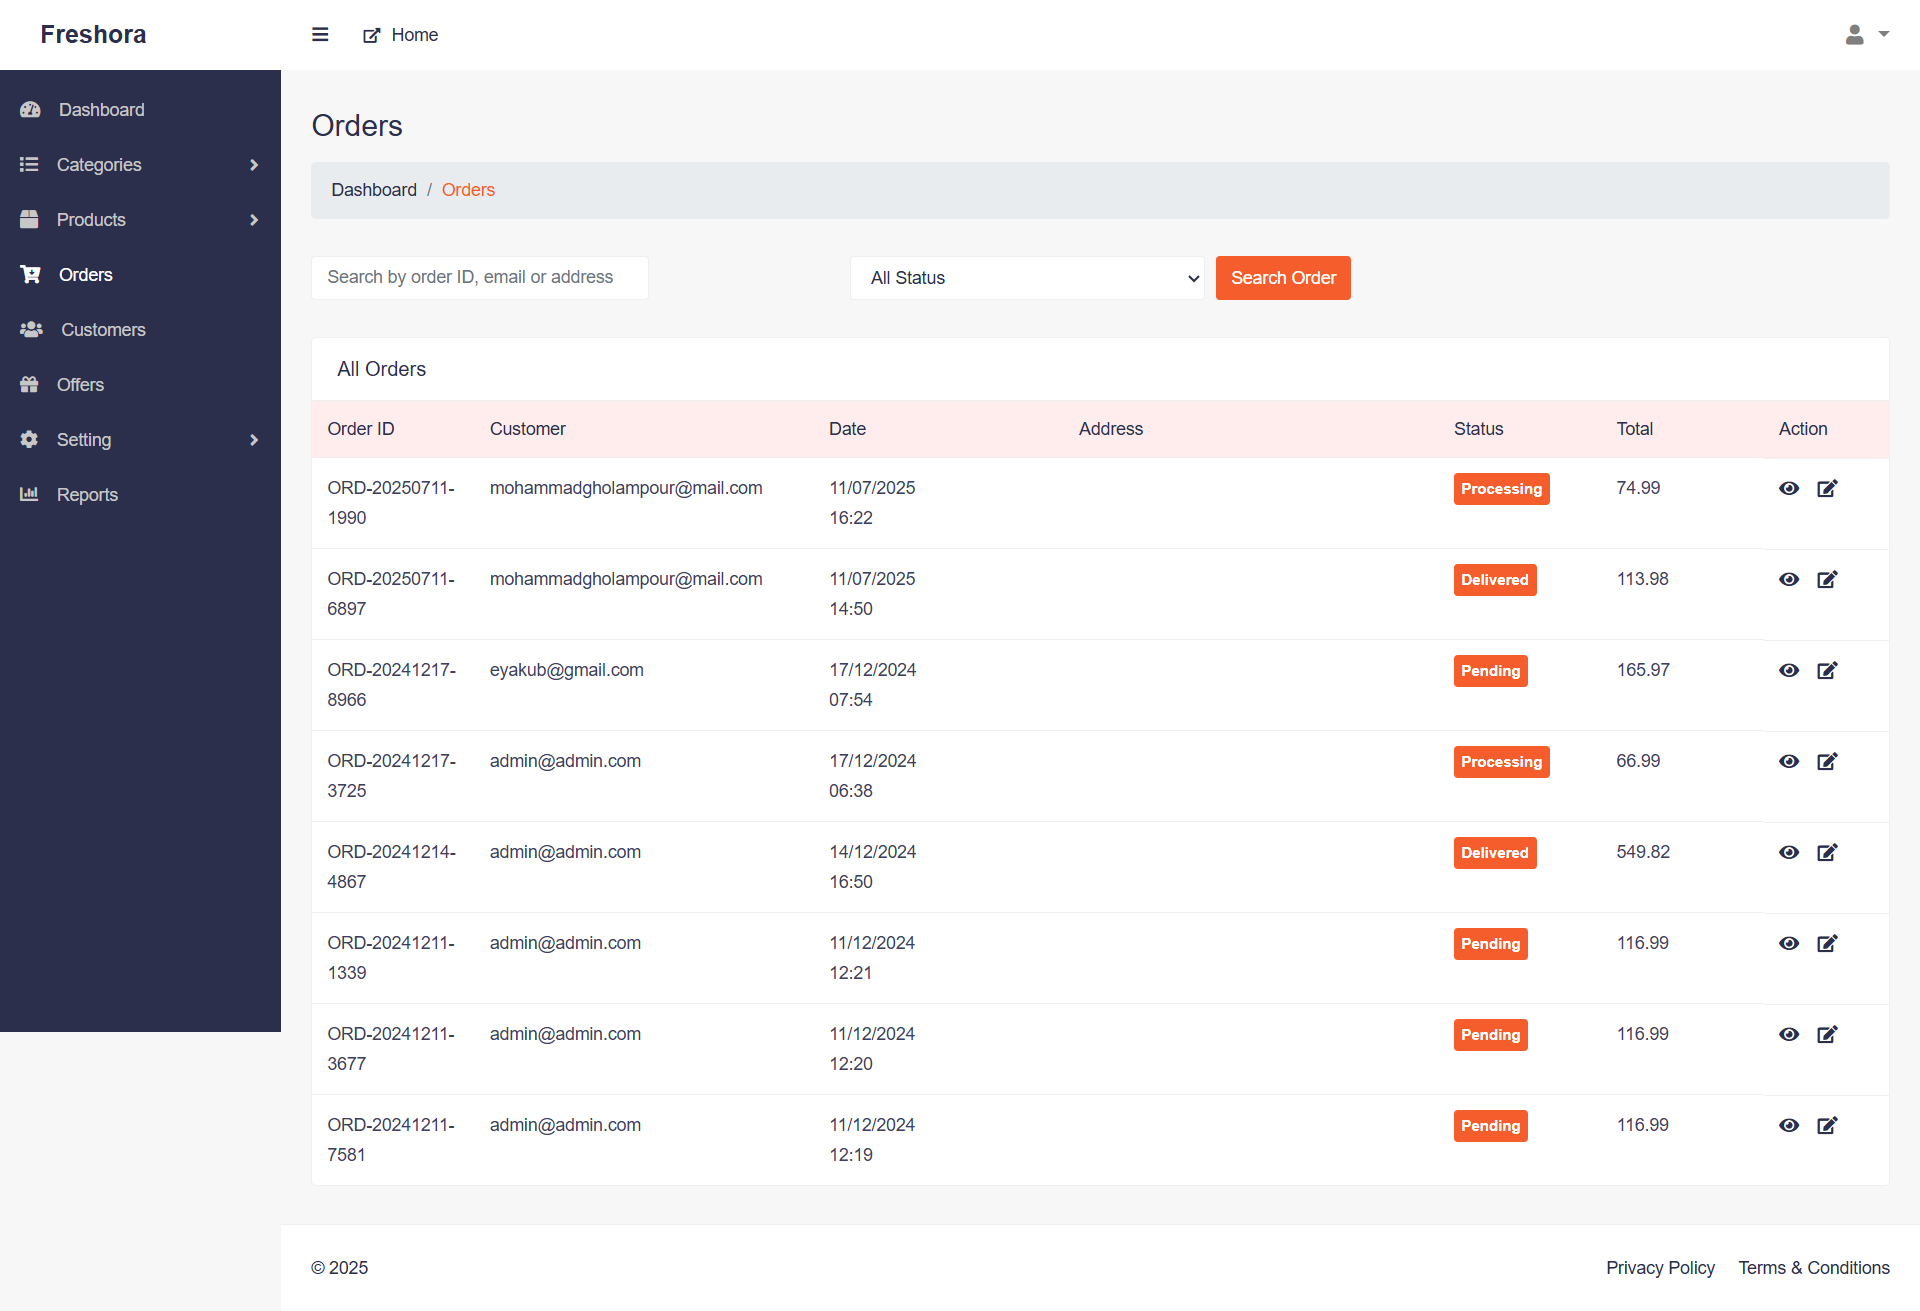 Freshora
Home
Dashboard
Categories
Products
Orders
Customers
Offers
Setting
Reports
Orders
Dashboard / Orders
Search by order ID, email or address
All Status
Search Order
All Orders
Order ID Customer Date Address Status Total Action
ORD-20250711- mohammadgholampour@mail.com 11/07/2025 Processing 74.99
1990 16:22
ORD-20250711- mohammadgholampour@mail.com 11/07/2025 Delivered 113.98
6897 14:50
ORD-20241217- eyakub@gmail.com 17/12/2024 Pending 165.97
8966 07:54
ORD-20241217- admin@admin.com 17/12/2024 Processing 66.99
3725 06:38
ORD-20241214- admin@admin.com 14/12/2024 Delivered 549.82
4867 16:50
ORD-20241211- admin@admin.com 11/12/2024 Pending 116.99
1339 12:21
ORD-20241211- admin@admin.com 11/12/2024 Pending 116.99
3677 12:20
ORD-20241211- admin@admin.com 11/12/2024 Pending 116.99
7581 12:19
© 2025
Privacy Policy Terms & Conditions